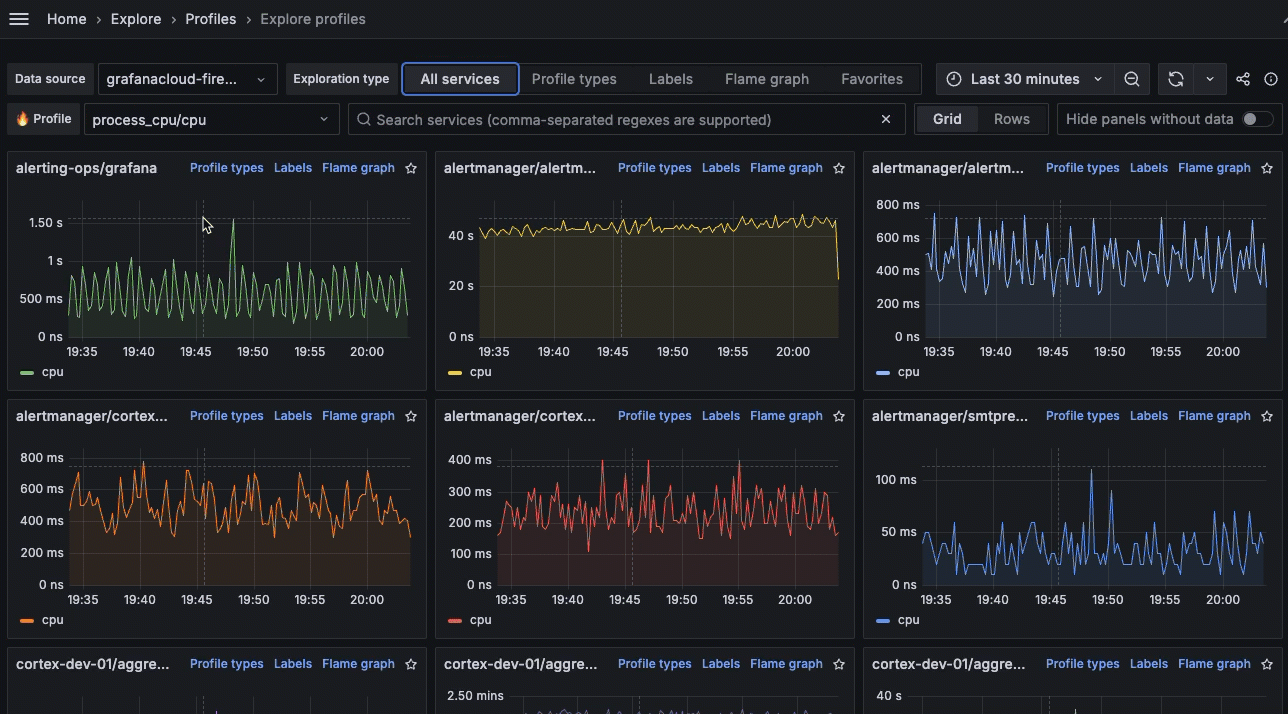 Home › Explore › Profiles › Explore profiles
Data source grafanacloud-fire... Exploration type All services Profile types Labels Flame graph Favorites Last 30 minutes
🔥 Profile process_cpu/cpu Search services (comma-separated regexes are supported) Grid Rows Hide panels without data
alerting-ops/grafana Profile types Labels Flame graph
1.50 s
1 s
500 ms
0 ns
19:35 19:40 19:45 19:50 19:55 20:00
cpu
alertmanager/alertm... Profile types Labels Flame graph
40 s
20 s
0 ns
19:35 19:40 19:45 19:50 19:55 20:00
cpu
alertmanager/alertm... Profile types Labels Flame graph
800 ms
600 ms
400 ms
200 ms
0 ns
19:35 19:40 19:45 19:50 19:55 20:00
cpu
alertmanager/cortex... Profile types Labels Flame graph
800 ms
600 ms
400 ms
200 ms
0 ns
19:35 19:40 19:45 19:50 19:55 20:00
cpu
alertmanager/cortex... Profile types Labels Flame graph
400 ms
300 ms
200 ms
100 ms
0 ns
19:35 19:40 19:45 19:50 19:55 20:00
cpu
alertmanager/smtpre... Profile types Labels Flame graph
100 ms
50 ms
0 ns
19:35 19:40 19:45 19:50 19:55 20:00
cpu
cortex-dev-01/aggre... Profile types Labels Flame graph
cortex-dev-01/aggre... Profile types Labels Flame graph
2.50 mins
cortex-dev-01/aggre... Profile types Labels Flame graph
40 s